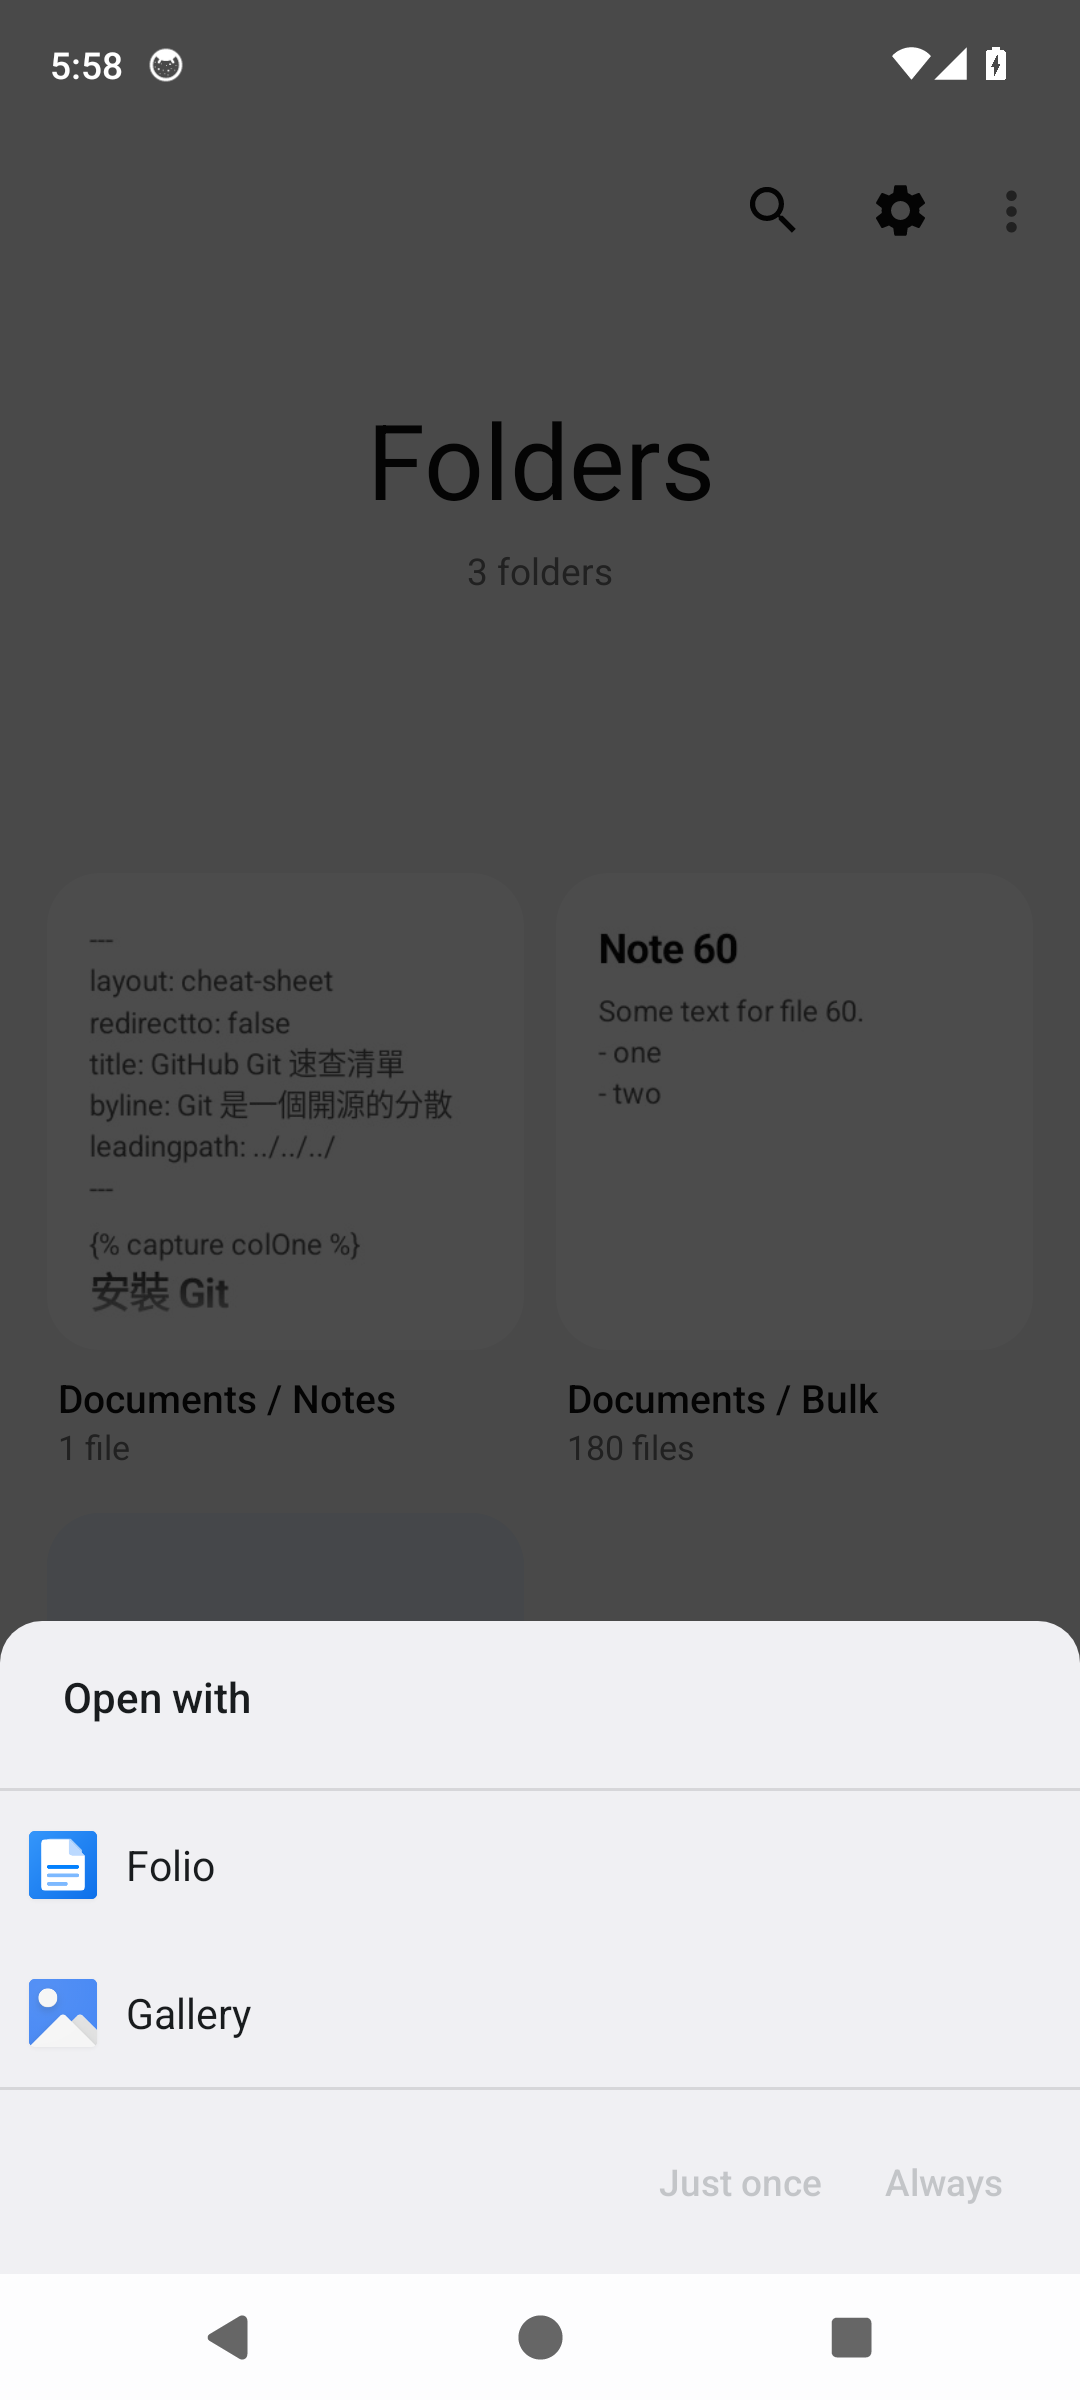 5:58
Folders
3 folders
---
layout: cheat-sheet
redirectto: false
title: GitHub Git 速查清單
byline: Git 是一個開源的分散
leadingpath: ../../../
---
{% capture colOne %}
安裝 Git
Documents / Notes
1 file
Note 60
Some text for file 60.
- one
- two
Documents / Bulk
180 files
Open with
Folio
Gallery
Just once
Always